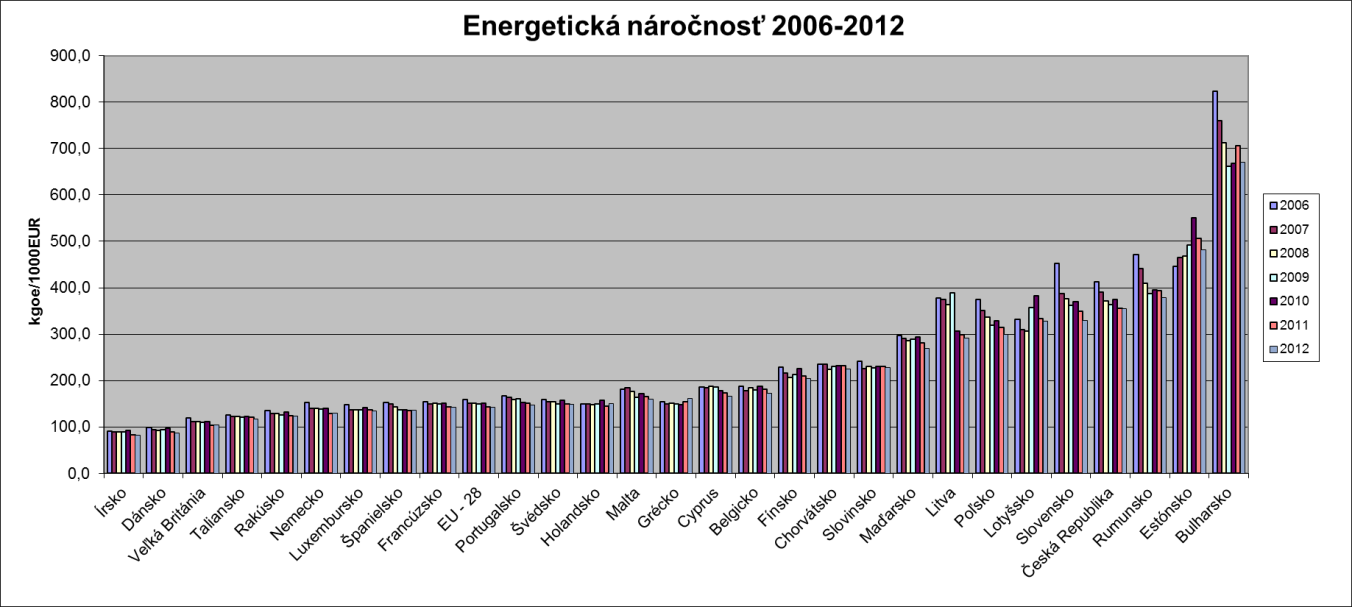 Energetická náročnosť 2006-2012
900,0
800,0
700,0
600,0
500,0
400,0
300,0
200,0
100,0
0,0
kgoe/1000EUR
Írsko
Dánsko
Veľká Británia
Taliansko
Rakúsko
Nemecko
Luxembursko
Španielsko
Francúzsko
EU - 28
Portugalsko
Švédsko
Holandsko
Malta
Grécko
Cyprus
Belgicko
Fínsko
Chorvátsko
Slovinsko
Maďarsko
Litva
Poľsko
Lotyšsko
Slovensko
Česká Republika
Rumunsko
Estónsko
Bulharsko
2006
2007
2008
2009
2010
2011
2012